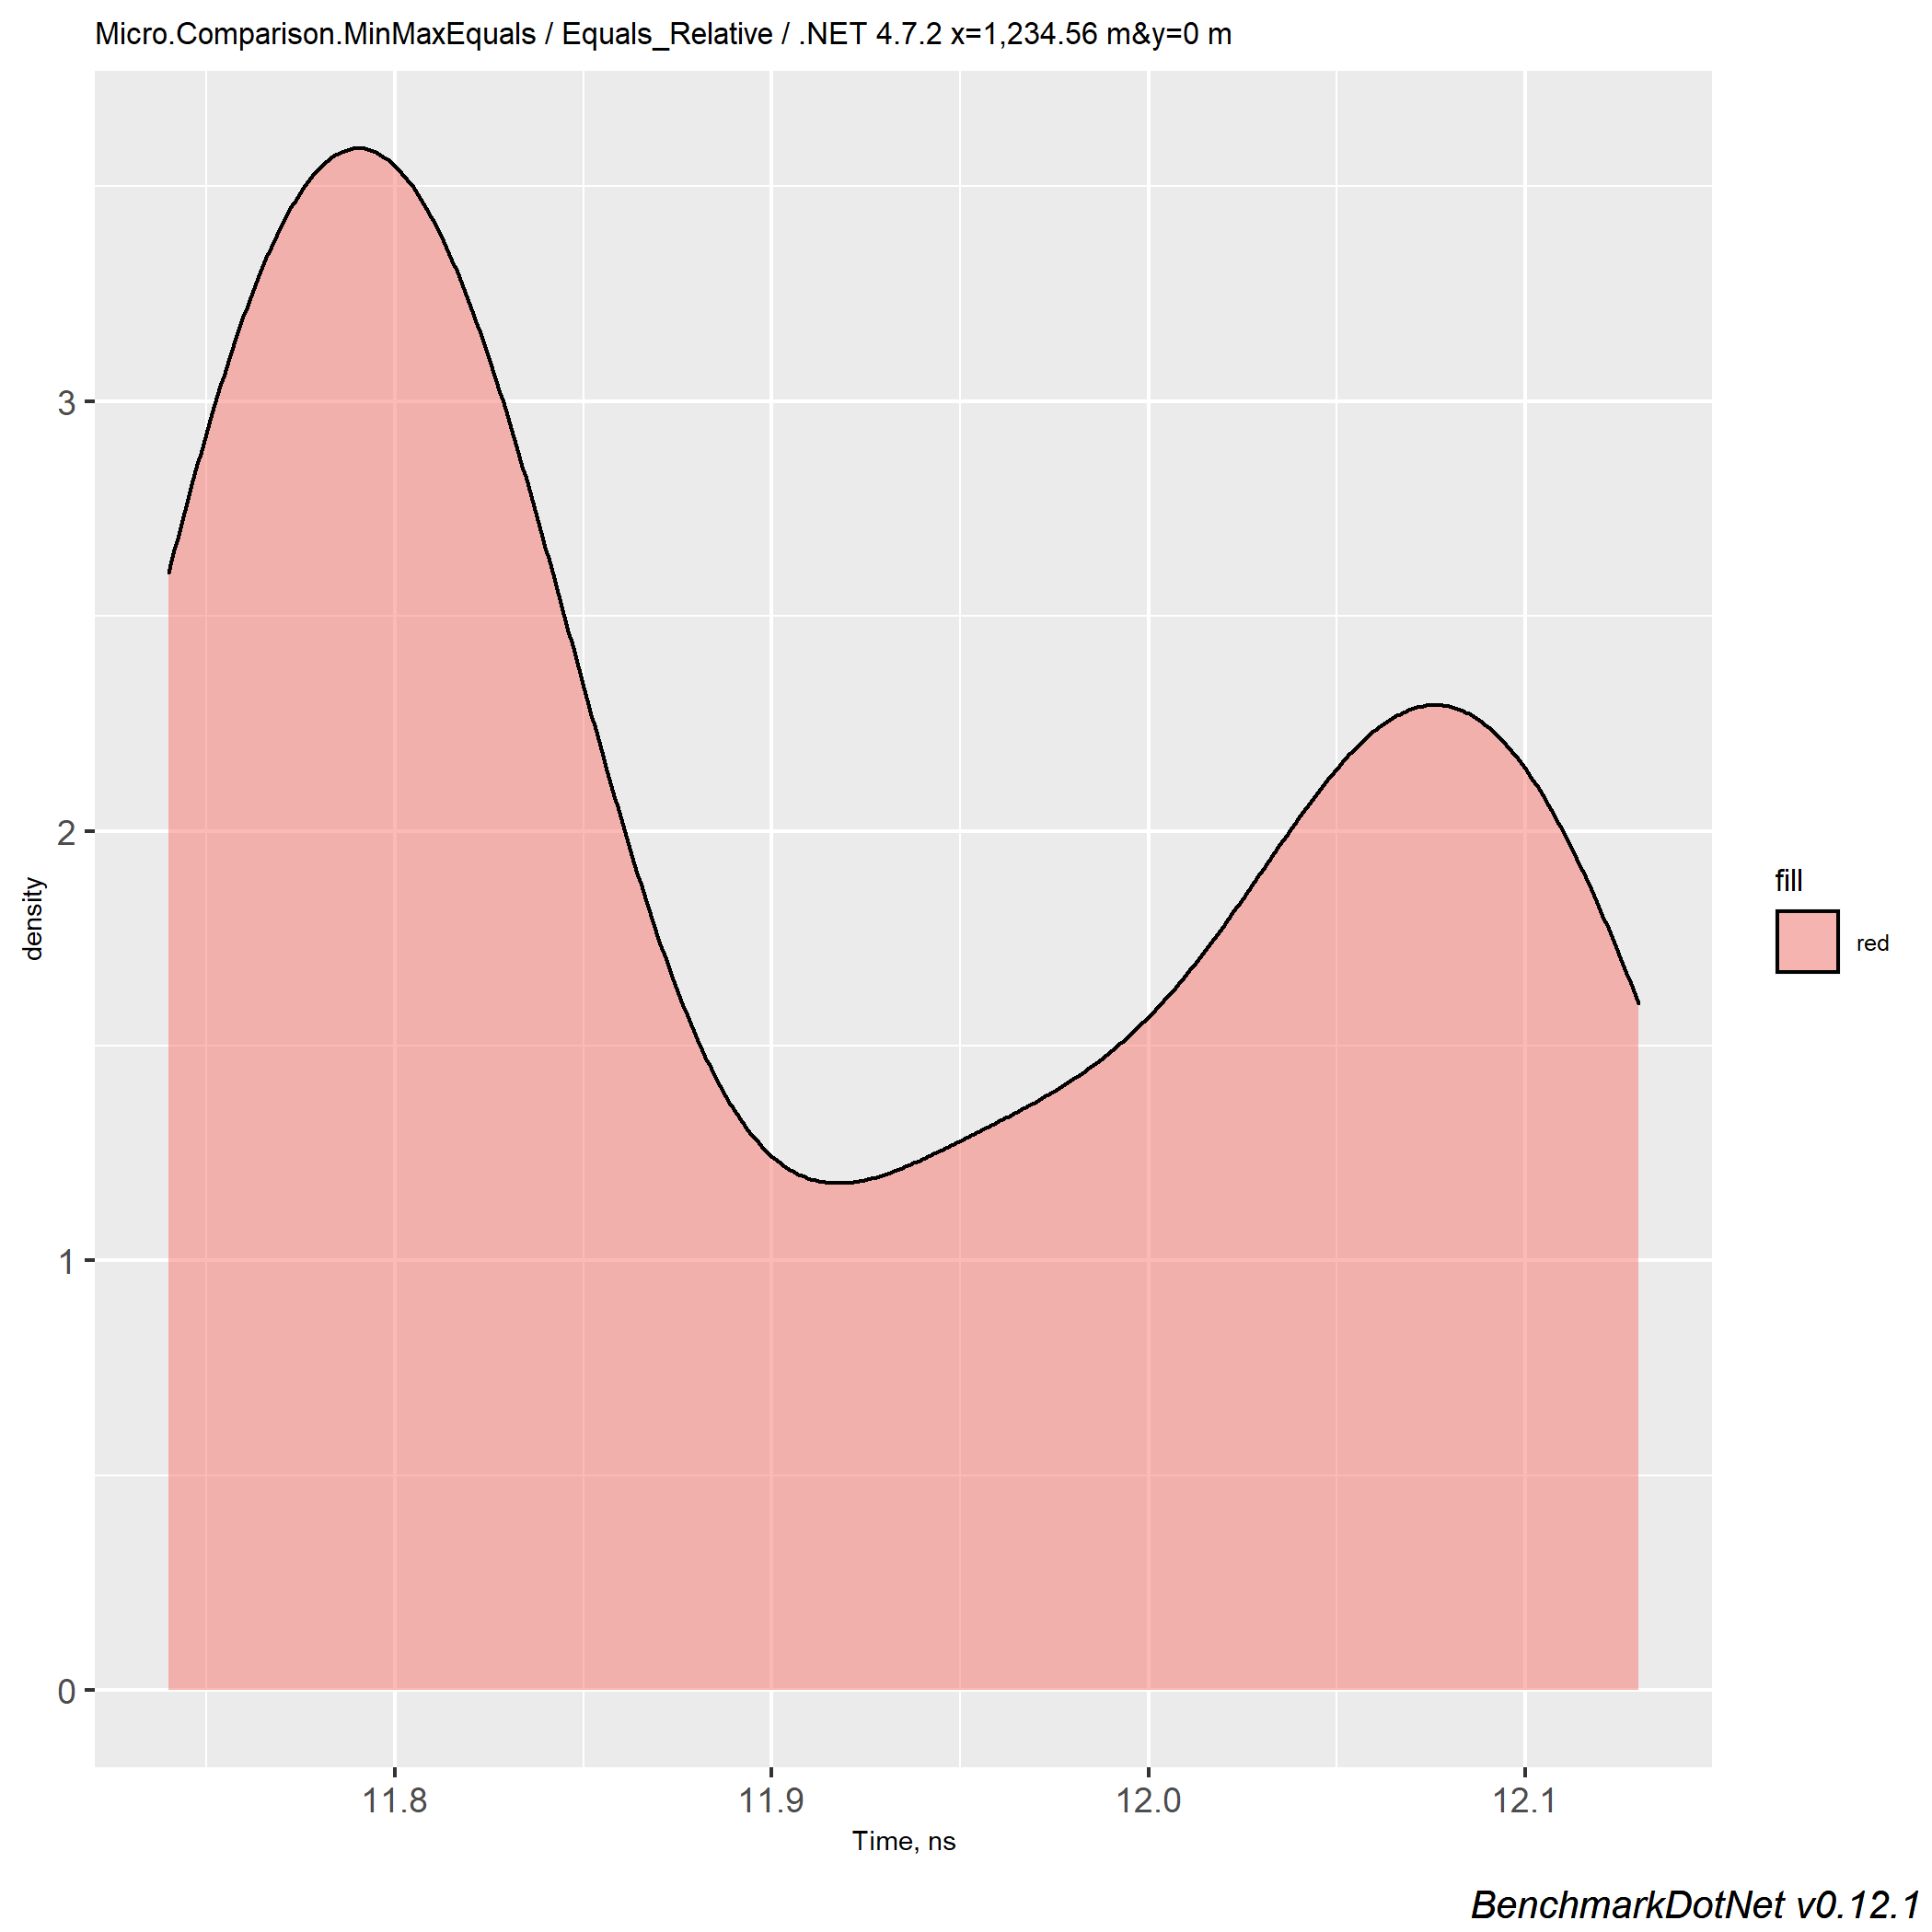 Micro.Comparison.MinMaxEquals / Equals_Relative / .NET 4.7.2 x=1,234.56 m&y=0 m
3
2
1
0
density
11.8 11.9 12.0 12.1
Time, ns
fill
red
BenchmarkDotNet v0.12.1